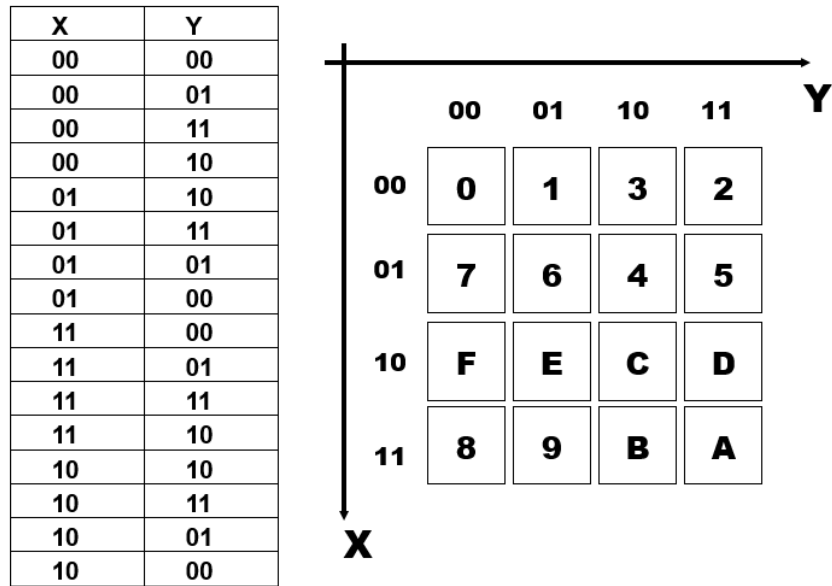 X Y
00 00
00 01
00 11
00 10
01 10
01 11
01 01
01 00
11 00
11 01
11 11
11 10
10 10
10 11
10 01
10 00
Y
00 01 10 11
00 0 1 3 2
01 7 6 4 5
10 F E C D
11 8 9 B A
X